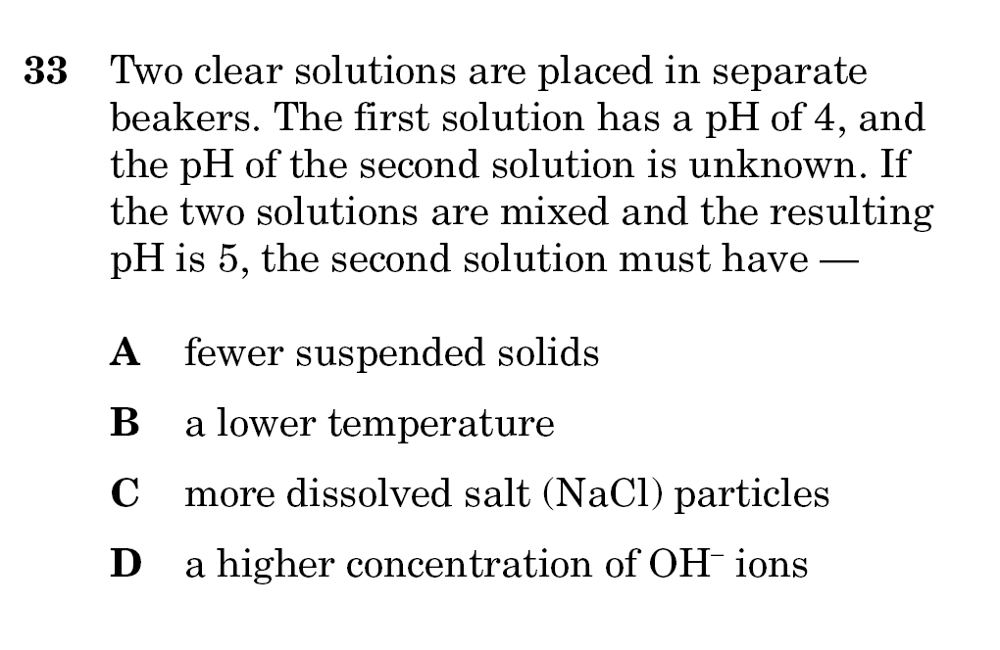 33 Two clear solutions are placed in separate
beakers. The first solution has a pH of 4, and
the pH of the second solution is unknown. If
the two solutions are mixed and the resulting
pH is 5, the second solution must have —
A fewer suspended solids
B a lower temperature
C more dissolved salt (NaCl) particles
D a higher concentration of OH⁻ ions